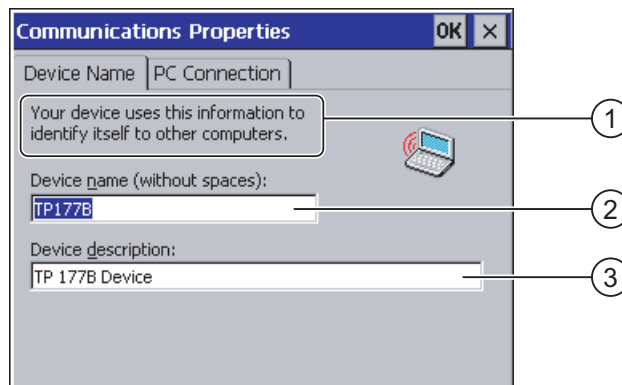 Communications Properties OK ×
Device Name PC Connection
Your device uses this information to
identify itself to other computers.
1
Device name (without spaces):
TP177B
2
Device description:
TP 177B Device
3